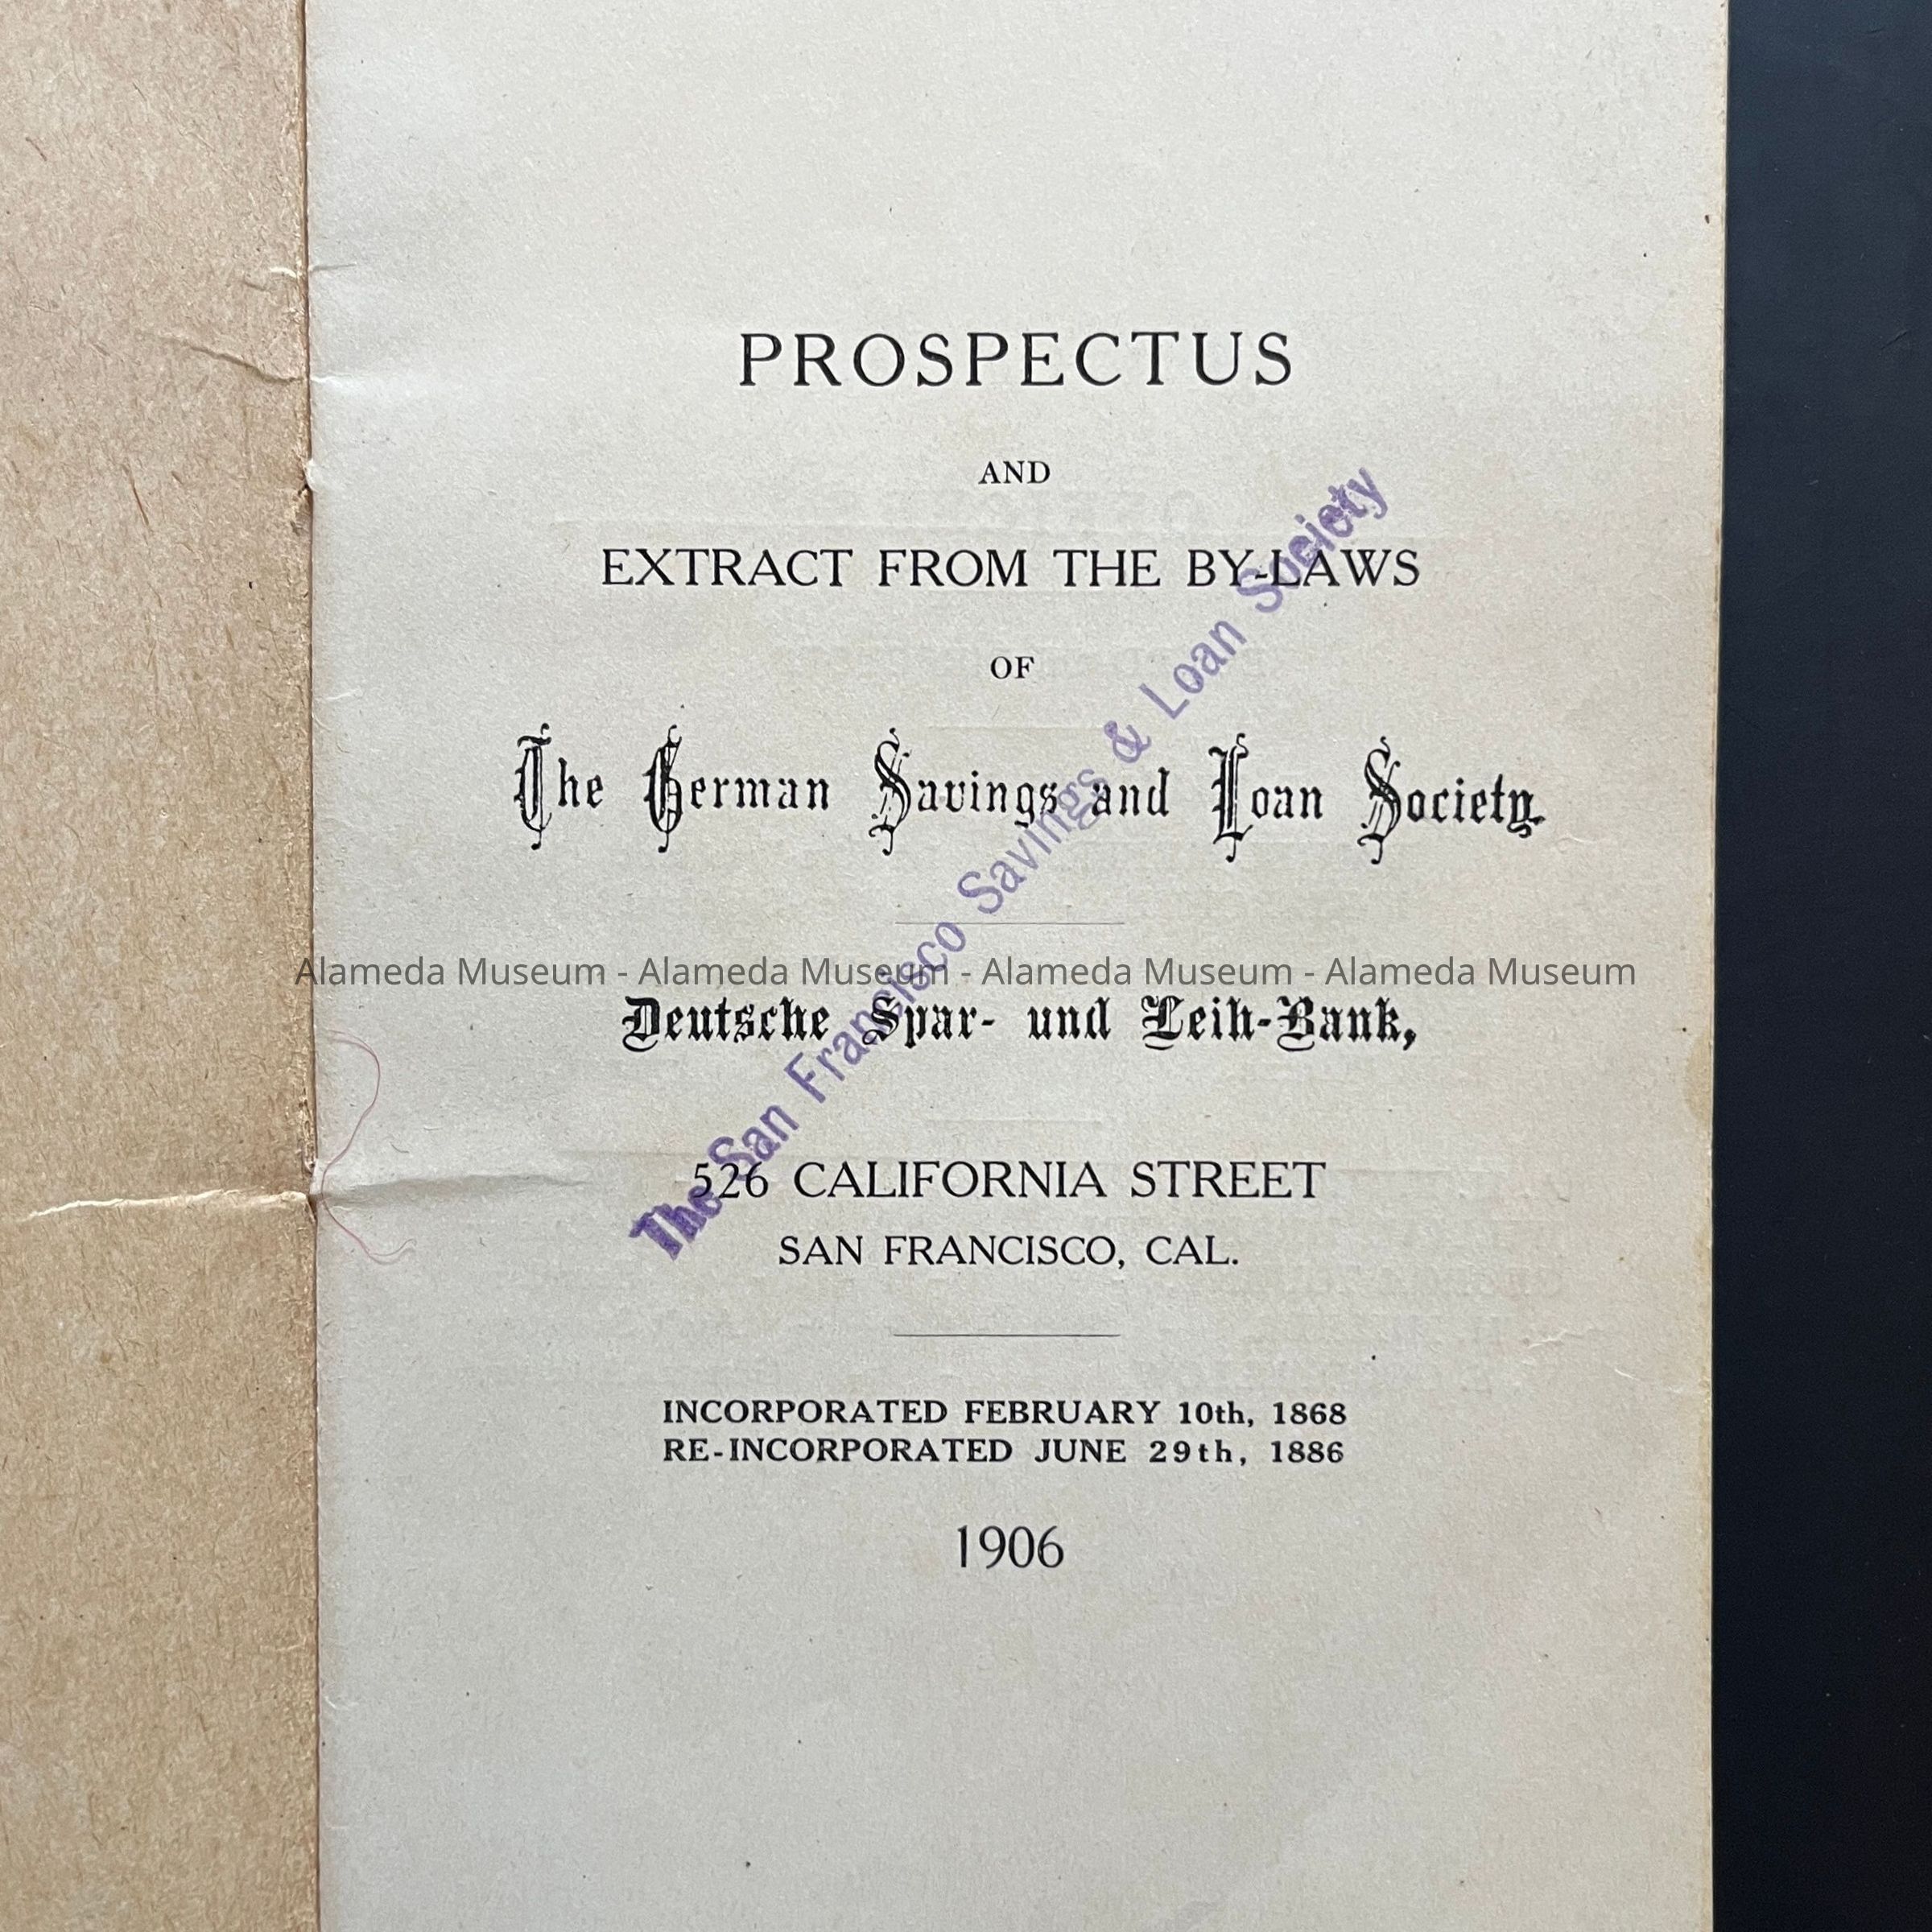 PROSPECTUS
AND
EXTRACT FROM THE BY-LAWS
OF
The German Savings and Loan Society.
The San Francisco Savings & Loan Society
Alameda Museum - Alameda Museum - Alameda Museum - Alameda Museum
Deutsche Spar- und Leih-Bank,
526 CALIFORNIA STREET
SAN FRANCISCO, CAL.
INCORPORATED FEBRUARY 10th, 1868
RE-INCORPORATED JUNE 29th, 1886
1906